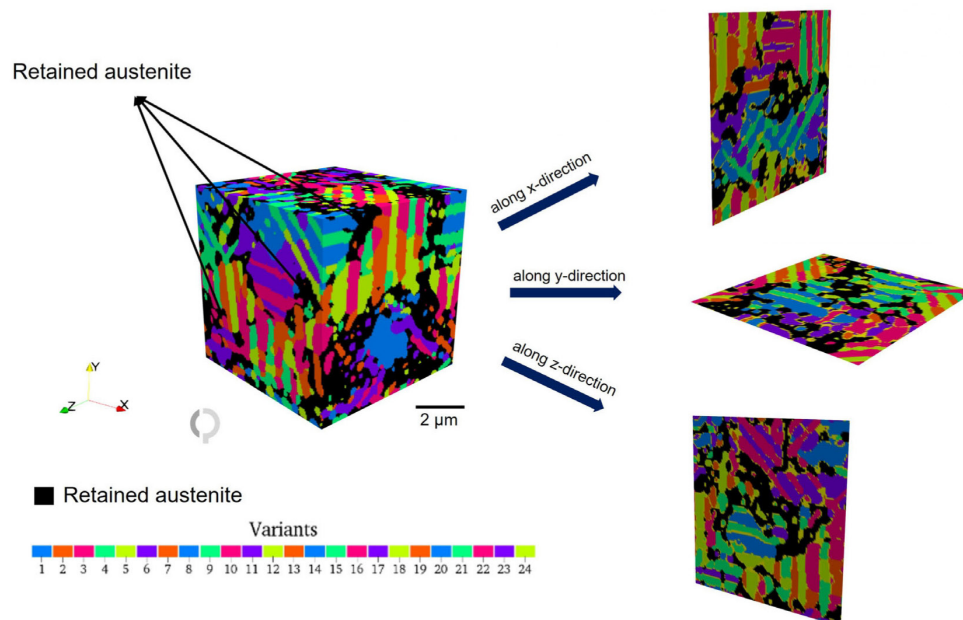 Retained austenite
along x-direction
along y-direction
along z-direction
Y
Z
X
2 µm
Retained austenite
Variants
1 2 3 4 5 6 7 8 9 10 11 12 13 14 15 16 17 18 19 20 21 22 23 24